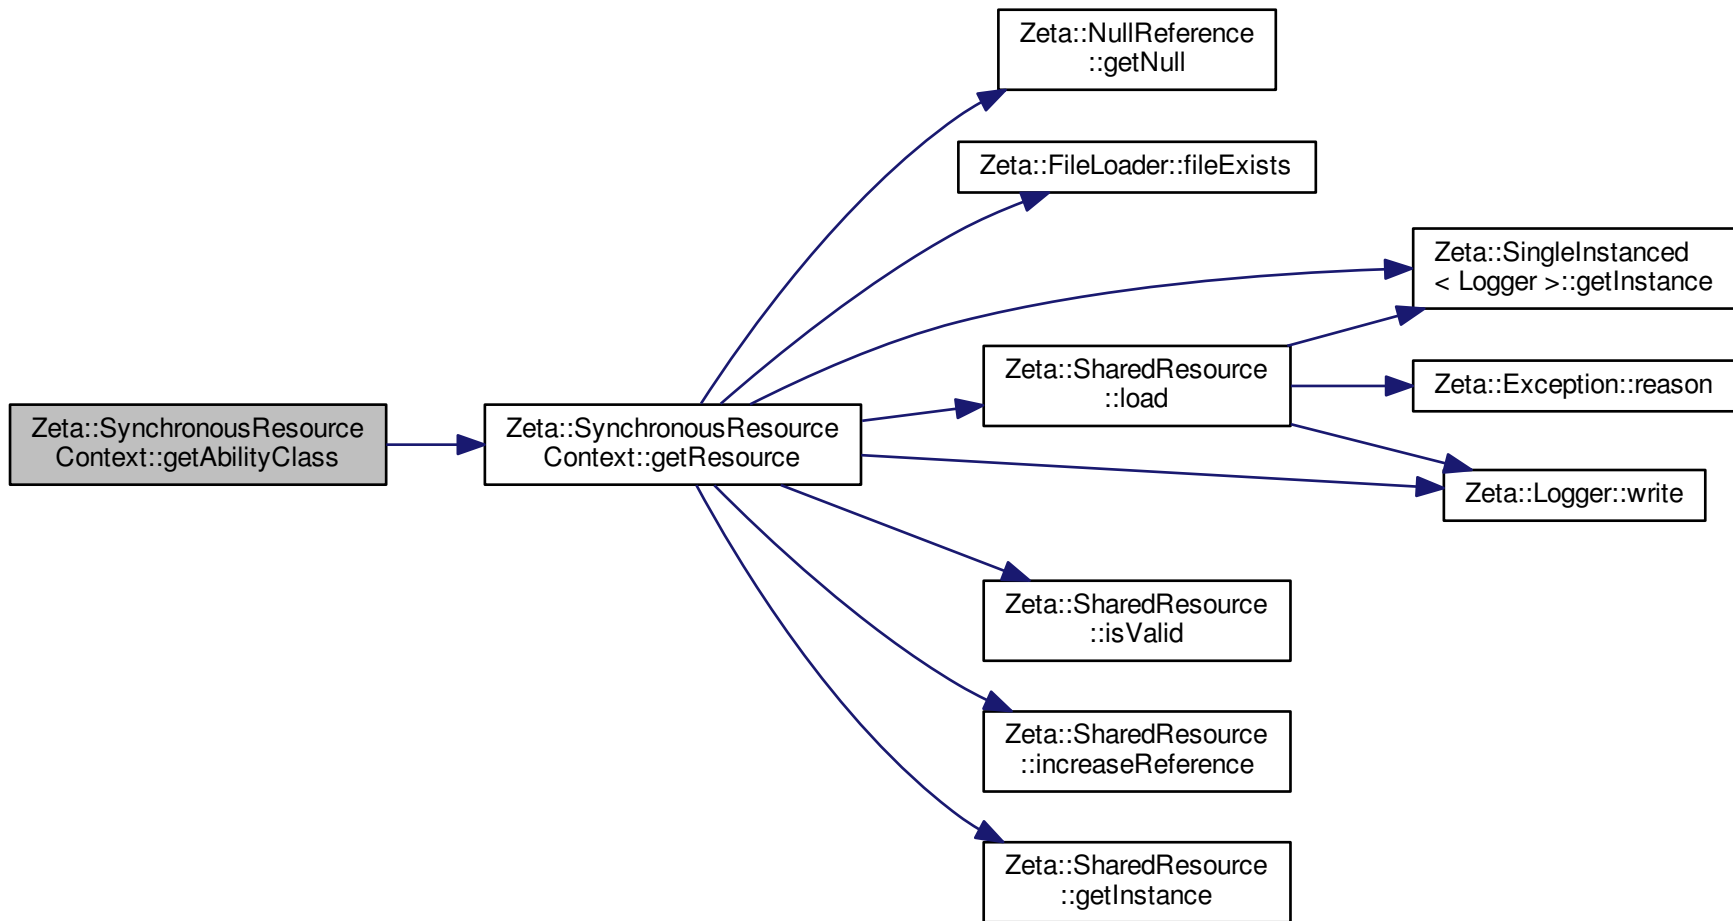 Zeta::NullReference
::getNull
Zeta::FileLoader::fileExists
Zeta::SingleInstanced
< Logger >::getInstance
Zeta::SharedResource
::load
Zeta::Exception::reason
Zeta::SynchronousResource
Context::getAbilityClass
Zeta::SynchronousResource
Context::getResource
Zeta::Logger::write
Zeta::SharedResource
::isValid
Zeta::SharedResource
::increaseReference
Zeta::SharedResource
::getInstance